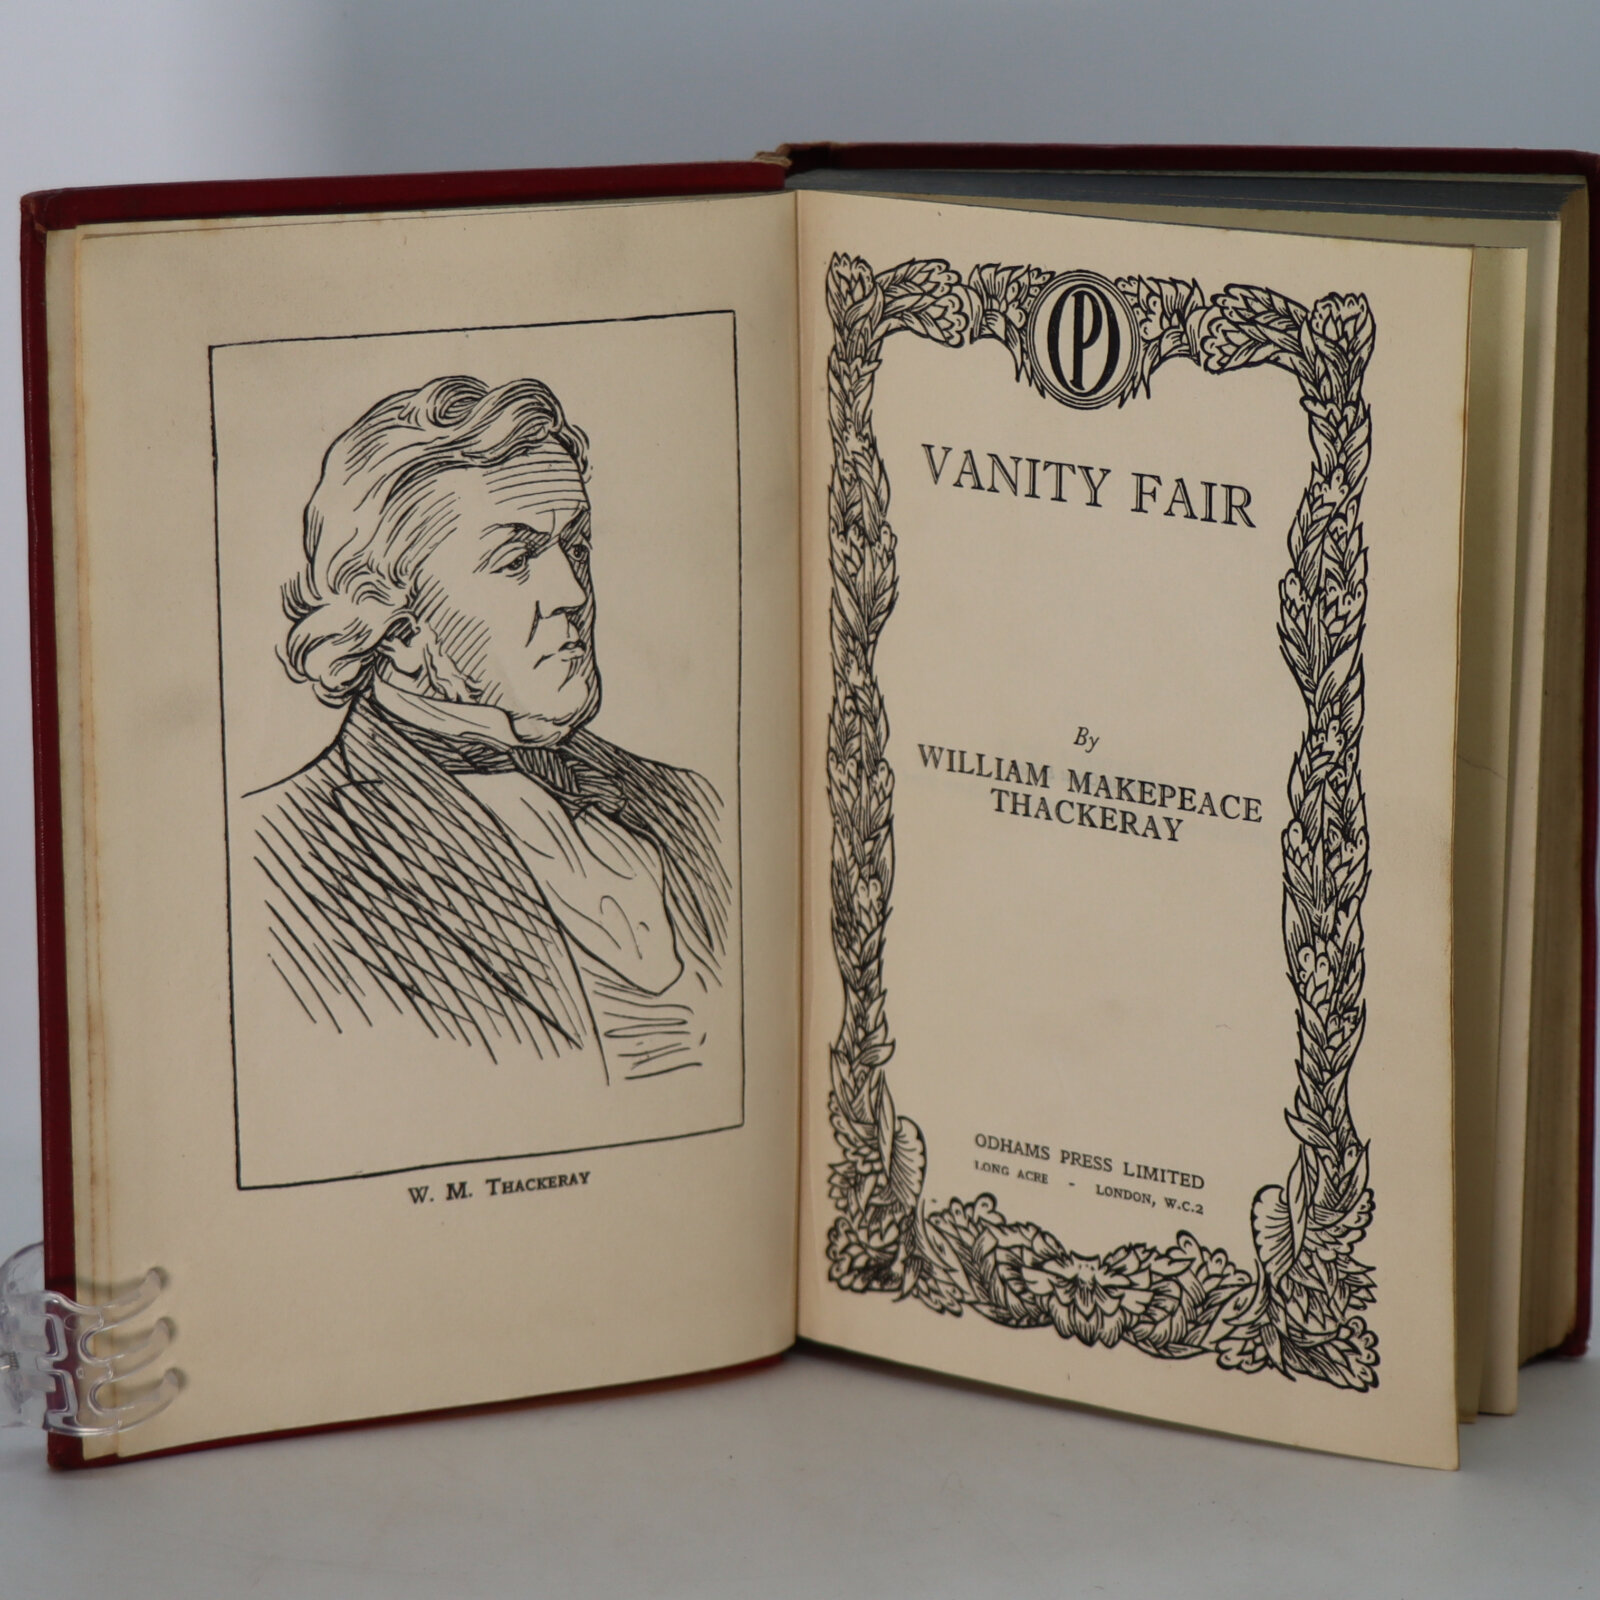 W. M. THACKERAY
OP
VANITY FAIR
By
WILLIAM MAKEPEACE
THACKERAY
ODHAMS PRESS LIMITED
LONG ACRE - LONDON, W.C.2